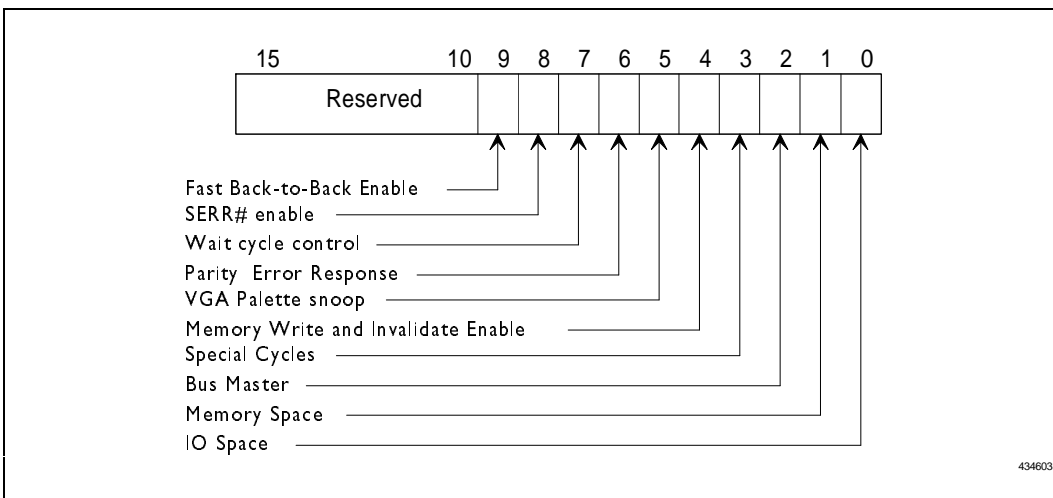 15 10 9 8 7 6 5 4 3 2 1 0
Reserved
Fast Back-to-Back Enable
SERR# enable
Wait cycle control
Parity Error Response
VGA Palette snoop
Memory Write and Invalidate Enable
Special Cycles
Bus Master
Memory Space
IO Space
434603